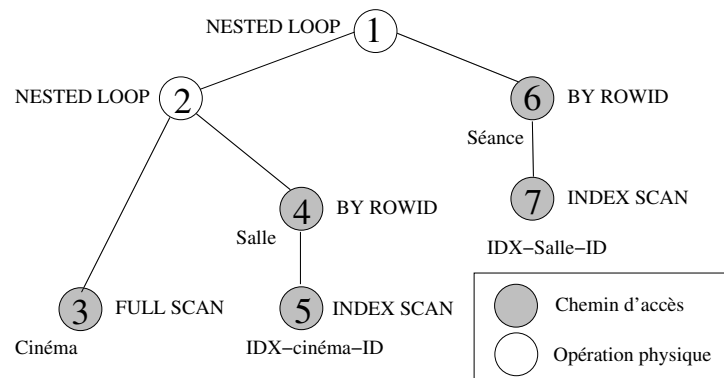 NESTED LOOP 1
NESTED LOOP 2
6 BY ROWID
Séance
4 BY ROWID
Salle
7 INDEX SCAN
IDX−Salle−ID
3 FULL SCAN
Cinéma
5 INDEX SCAN
IDX−cinéma−ID
Chemin d'accès
Opération physique